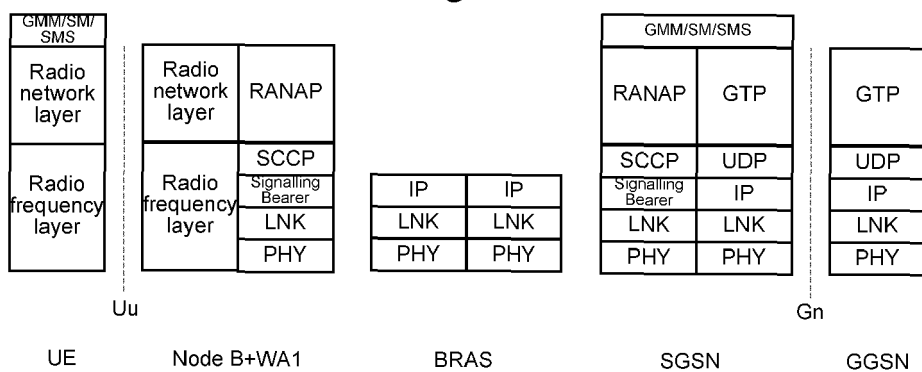 GMM/SM/
SMS
Radio
network
layer
Radio
frequency
layer
Radio
network
layer
RANAP
Radio
frequency
layer
SCCP
Signalling
Bearer
LNK
PHY
IP
IP
LNK
LNK
PHY
PHY
GMM/SM/SMS
RANAP
GTP
SCCP
UDP
Signalling
Bearer
IP
LNK
LNK
PHY
PHY
GTP
UDP
IP
LNK
PHY
Uu
Gn
UE
Node B+WA1
BRAS
SGSN
GGSN